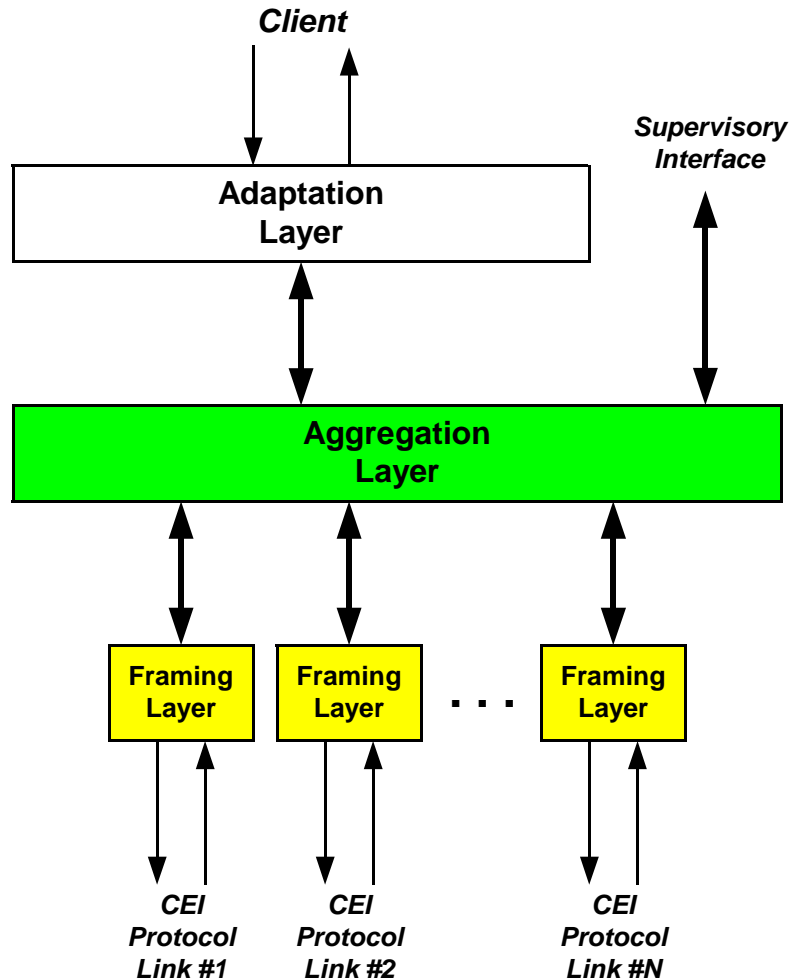 Client
Supervisory
Interface
Adaptation
Layer
Aggregation
Layer
Framing
Layer
Framing
Layer
. . .
Framing
Layer
CEI
Protocol
Link #1
CEI
Protocol
Link #2
CEI
Protocol
Link #N